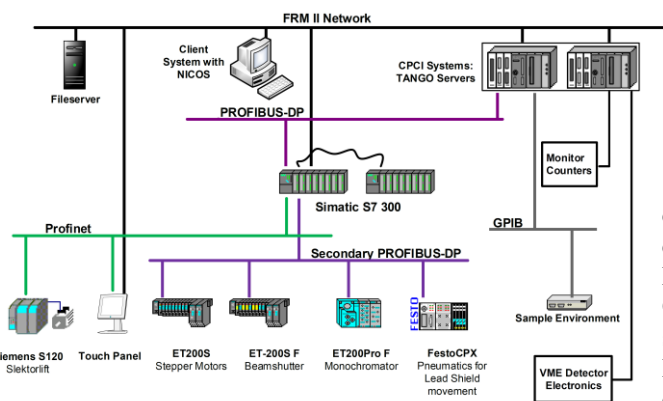 FRM II Network
Client
System with
NICOS
CPCI Systems:
TANGO Servers
Fileserver
PROFIBUS-DP
Monitor
Counters
Simatic S7 300
GPIB
Profinet
Secondary PROFIBUS-DP
FESTO
Sample Environment
iemens S120
Slektorlift
Touch Panel
ET200S
Stepper Motors
ET-200S F
Beamshutter
ET200Pro F
Monochromator
FestoCPX
Pneumatics for
Lead Shield
movement
VME Detector
Electronics